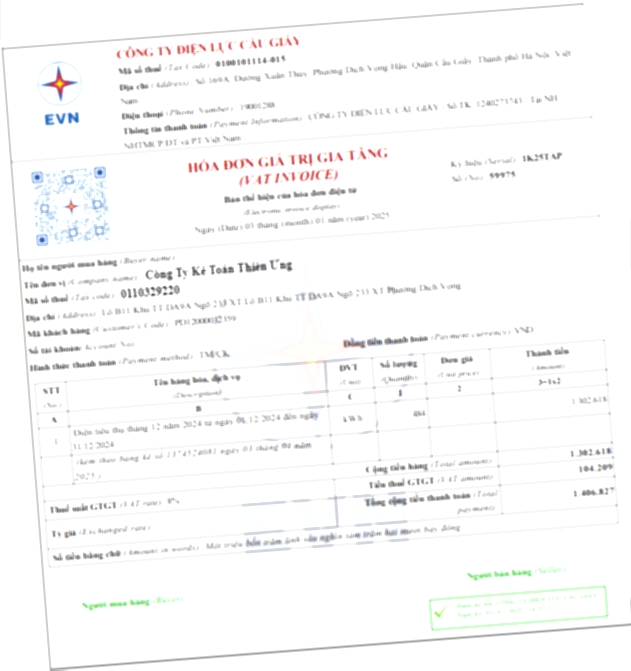 CÔNG TY ĐIỆN LỰC CẦU GIẤY
Mã số thuế (Tax Code): 0100101114-015
Địa chỉ (Address): Số 169A, Đường Xuân Thủy, Phường Dịch Vọng Hậu, Quận Cầu Giấy, Thành phố Hà Nội, Việt
Nam
Điện thoại (Phone Number): 19001288
Thông tin thanh toán (Payment Information): CÔNG TY ĐIỆN LỰC CẦU GIẤY Số TK: Tại NH
NHTMCP ĐT và PT Việt Nam
EVN
HÓA ĐƠN GIÁ TRỊ GIA TĂNG
(VAT INVOICE)
Bản thể hiện của hóa đơn điện tử
(Electronic invoice display)
Ngày (Date) 03 tháng (month) 01 năm (year) 2025
Ký hiệu (Serial): 1K25TAP
Số (No): 59975
Họ tên người mua hàng (Buyer name):
Tên đơn vị (Company name): Công Ty Kế Toán Thiên Ưng
Mã số thuế (Tax code): 0110329220
Địa chỉ (Address): Lô B11 Khu TT DA9A Ngõ 233 XT Lô B11 Khu TT DA9A Ngõ 233 XT Phường Dịch Vọng
Mã khách hàng (Customer's Code): PD12000032359
Số tài khoản (Account No):
Hình thức thanh toán (Payment method): TM/CK
Đồng tiền thanh toán (Payment currency): VND
STT
(No.)
Tên hàng hóa, dịch vụ
(Description)
ĐVT
(Unit)
Số lượng
(Quantity)
Đơn giá
(Unit price)
Thành tiền
(Amount)
A
B
C
1
2
3=1x2
1
Điện tiêu thụ tháng 12 năm 2024 từ ngày 12/2024 đến ngày
31/12/2024
kWh
484
1.302.618
(kèm theo bảng kê số ngày 03 tháng 01 năm
2025)
Cộng tiền hàng (Total amount):
1.302.618
Thuế suất GTGT (VAT rate): 8%
Tiền thuế GTGT (VAT amount):
104.209
Tỷ giá (Exchanged rate):
Tổng cộng tiền thanh toán (Total
payment):
1.406.827
Số tiền bằng chữ (Amount in words): Một triệu bốn trăm linh sáu nghìn tám trăm hai mươi bảy đồng
Người mua hàng (Buyer)
Người bán hàng (Seller)